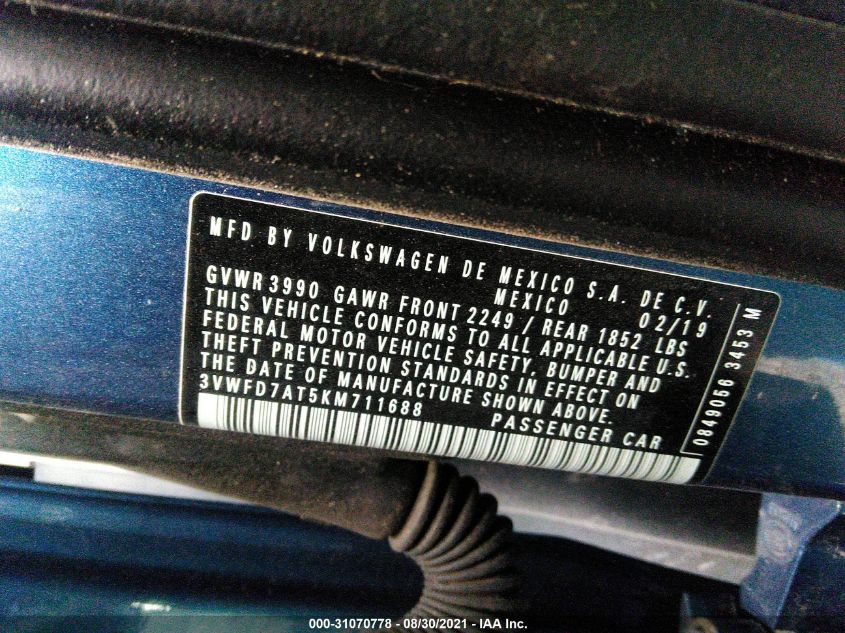 MFD. BY VOLKSWAGEN DE MEXICO S.A. DE C.V.
MEXICO 02/19
GVWR 3990 GAWR FRONT 2249 / REAR 1852 LBS
THIS VEHICLE CONFORMS TO ALL APPLICABLE U.S.
FEDERAL MOTOR VEHICLE SAFETY, BUMPER AND
THEFT PREVENTION STANDARDS IN EFFECT ON
THE DATE OF MANUFACTURE SHOWN ABOVE.
3VWFD7AT5KM711688 PASSENGER CAR
0849056 3453 M
000-31070778 - 08/30/2021 - IAA Inc.